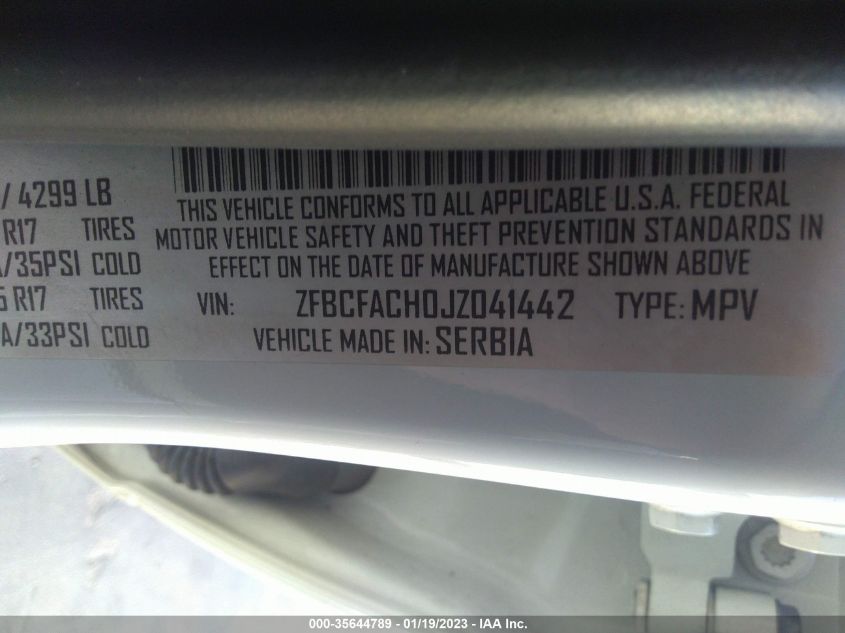 / 4299 LB
R17 TIRES
/35PSI COLD
R17 TIRES
A/33PSI COLD
THIS VEHICLE CONFORMS TO ALL APPLICABLE U.S.A. FEDERAL
MOTOR VEHICLE SAFETY AND THEFT PREVENTION STANDARDS IN
EFFECT ON THE DATE OF MANUFACTURE SHOWN ABOVE
VIN: ZFBCFACH0JZ041442 TYPE: MPV
VEHICLE MADE IN: SERBIA
000-35644789 - 01/19/2023 - IAA Inc.